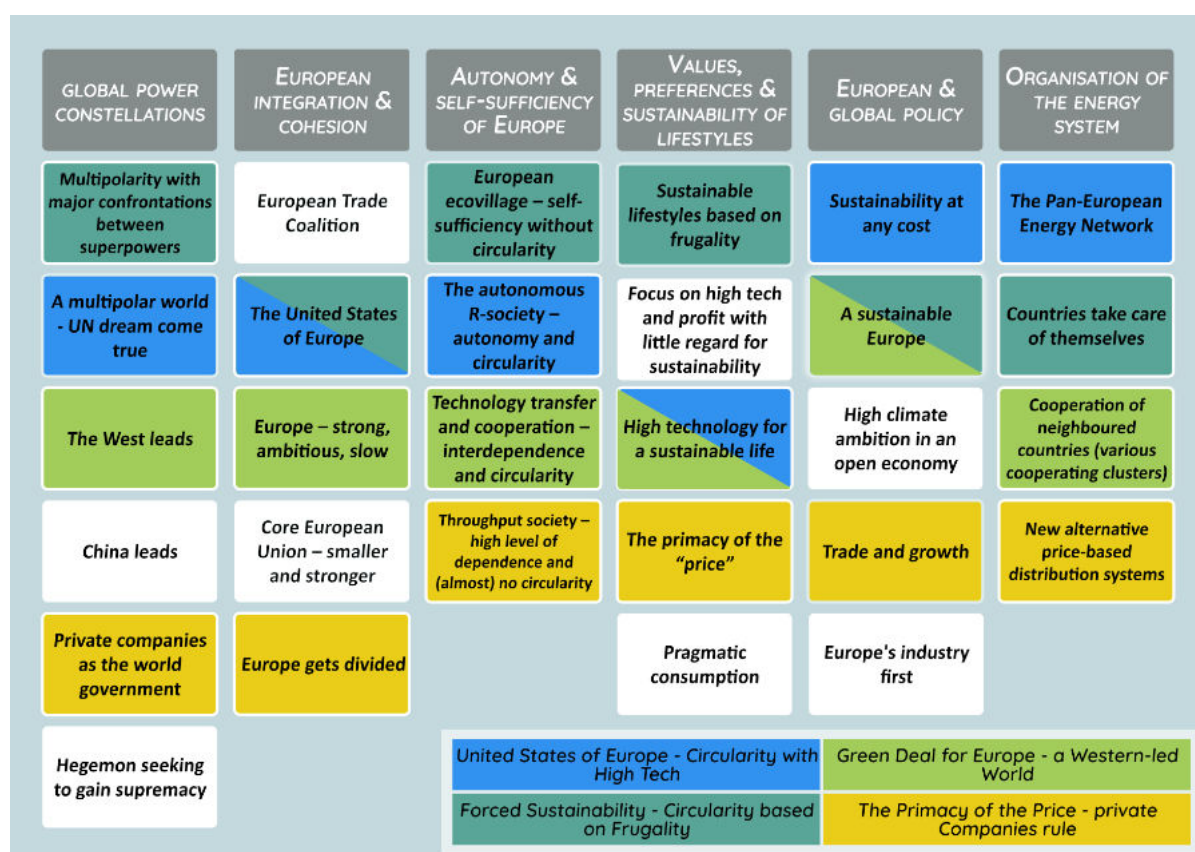 GLOBAL POWER
CONSTELLATIONS
EUROPEAN
INTEGRATION &
COHESION
AUTONOMY &
SELF-SUFFICIENCY
OF EUROPE
VALUES,
PREFERENCES &
SUSTAINABILITY OF
LIFESTYLES
EUROPEAN &
GLOBAL POLICY
ORGANISATION OF
THE ENERGY
SYSTEM
Multipolarity with
major confrontations
between
superpowers
European Trade
Coalition
European
ecovillage – self-
sufficiency without
circularity
Sustainable
lifestyles based on
frugality
Sustainability at
any cost
The Pan-European
Energy Network
A multipolar world
- UN dream come
true
The United States
of Europe
The autonomous
R-society –
autonomy and
circularity
Focus on high tech
and profit with
little regard for
sustainability
A sustainable
Europe
Countries take care
of themselves
The West leads
Europe – strong,
ambitious, slow
Technology transfer
and cooperation –
interdependence
and circularity
High technology for
a sustainable life
High climate
ambition in an
open economy
Cooperation of
neighboured
countries (various
cooperating clusters)
China leads
Core European
Union – smaller
and stronger
Throughput society –
high level of
dependence and
(almost) no circularity
The primacy of the
“price”
Trade and growth
New alternative
price-based
distribution systems
Private companies
as the world
government
Europe gets divided
Pragmatic
consumption
Europe's industry
first
Hegemon seeking
to gain supremacy
United States of Europe - Circularity with
High Tech
Green Deal for Europe - a Western-led
World
Forced Sustainability - Circularity based
on Frugality
The Primacy of the Price - private
Companies rule